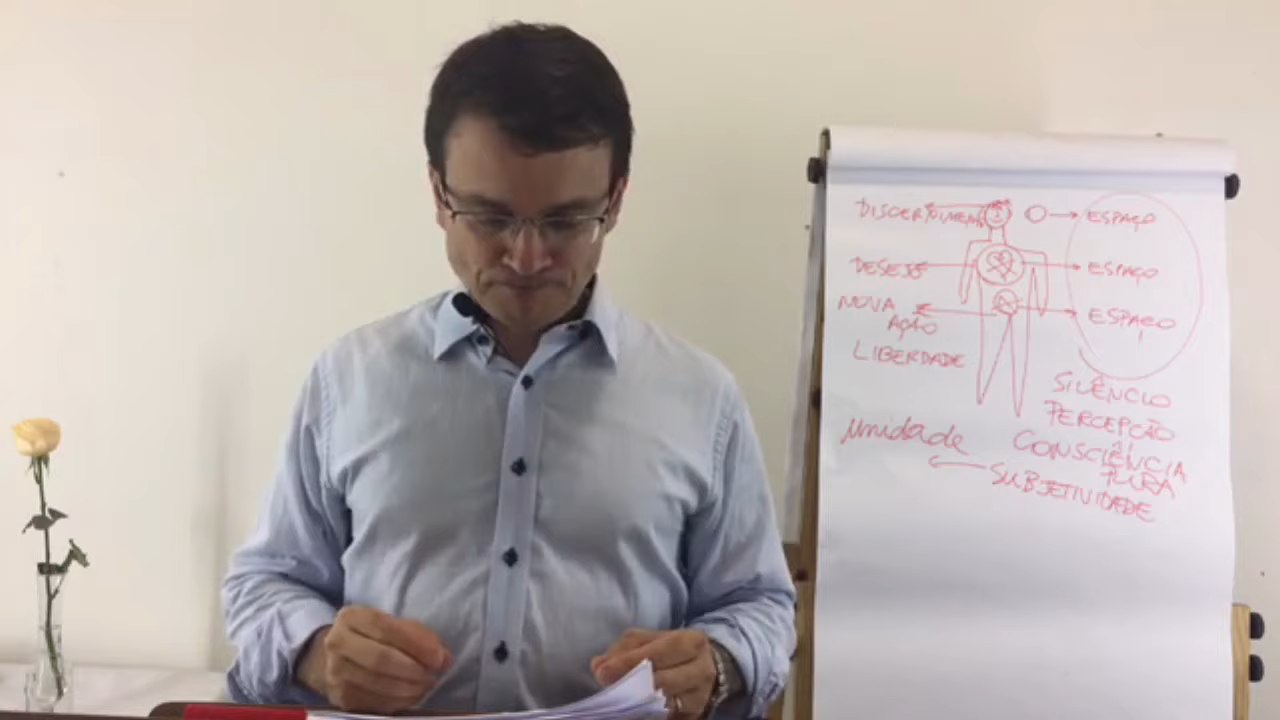 DISCERNIMENTO ESPAÇO
DESEJO ESPAÇO
NOVA AÇÃO ESPAÇO
LIBERDADE
SILÊNCIO
PERCEPÇÃO
Unidade CONSCIÊNCIA PURA
SUBJETIVIDADE